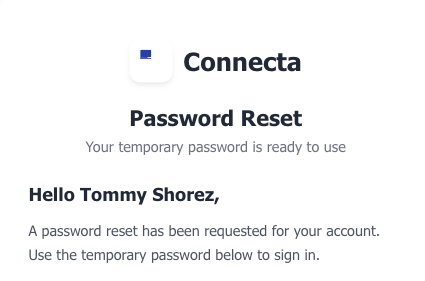 Connecta
Password Reset
Your temporary password is ready to use
Hello Tommy Shorez,
A password reset has been requested for your account.
Use the temporary password below to sign in.